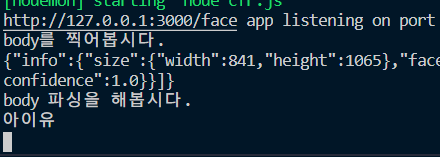 [nodemon] starting `node cfr.js`
http://127.0.0.1:3000/face app listening on port
body를 찍어봅시다.
{"info":{"size":{"width":841,"height":1065},"face
confidence":1.0}}]}
body 파싱을 해봅시다.
아이유